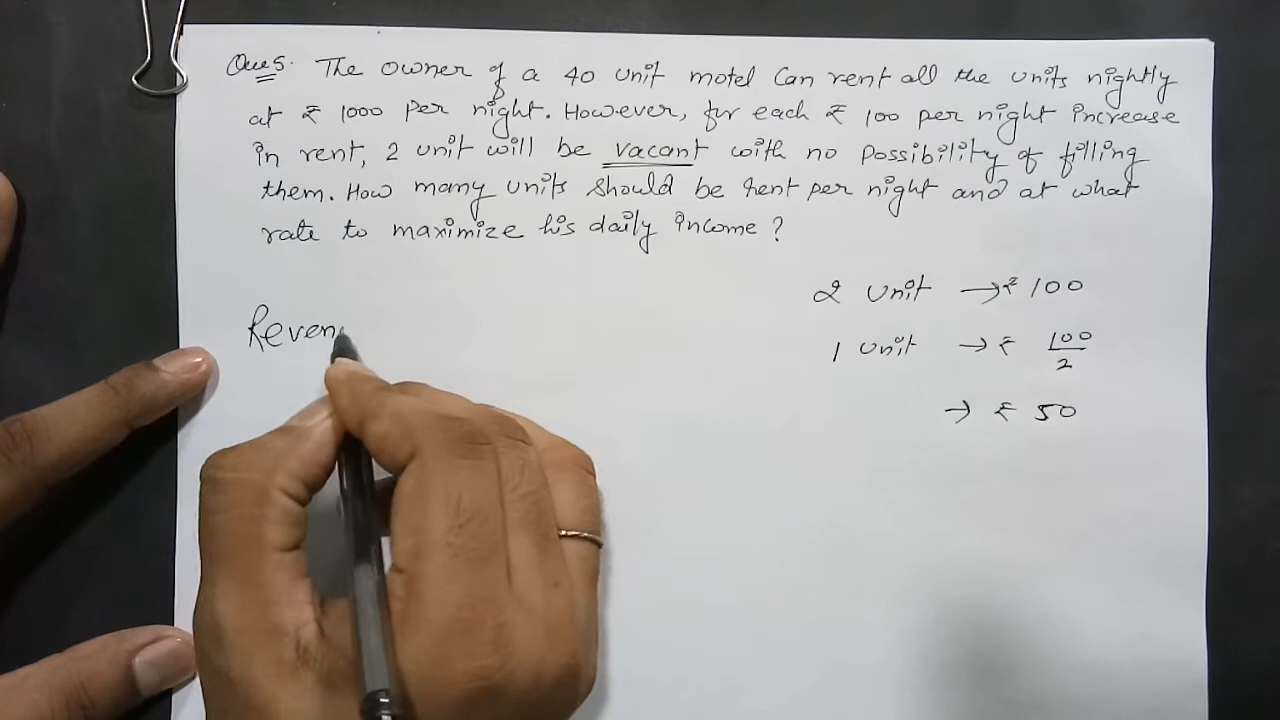 Que 5. The owner of a 40 unit motel can rent all the units nightly
at ₹ 1000 per night. However, for each ₹ 100 per night increase
in rent, 2 unit will be vacant with no possibility of filling
them. How many units should be rent per night and at what
rate to maximize his daily income ?
2 unit → ₹ 100
1 unit → ₹ 100/2
→ ₹ 50
Reven